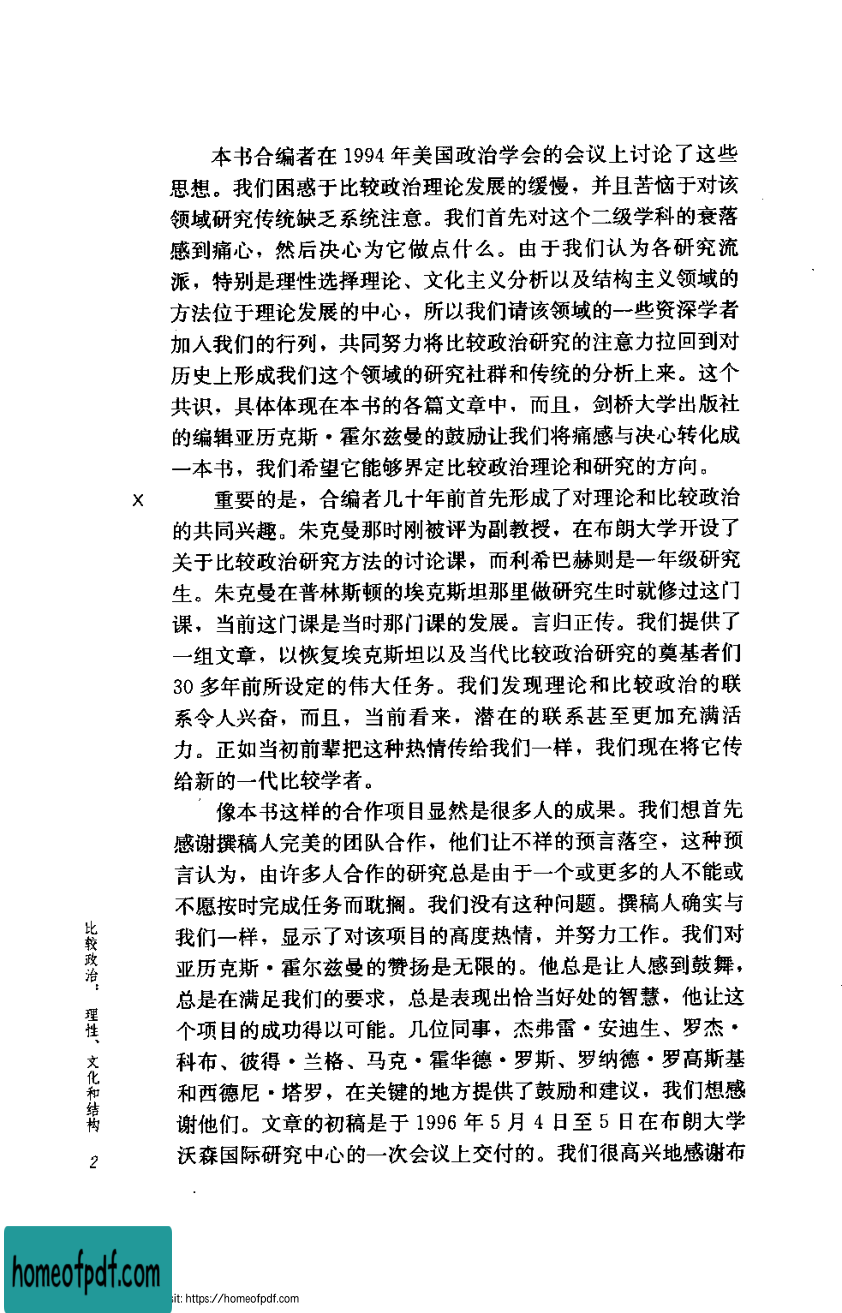 本书合编者在 1994 年美国政治学会的会议上讨论了这些
思想。我们困惑于比较政治理论发展的缓慢，并且苦恼于对该
领域研究传统缺乏系统注意。我们首先对这个二级学科的衰落
感到痛心，然后决心为它做点什么。由于我们认为各研究流
派，特别是理性选择理论、文化主义分析以及结构主义领域的
方法位于理论发展的中心，所以我们请该领域的一些资深学者
加入我们的行列，共同努力将比较政治研究的注意力拉回到对
历史上形成我们这个领域的研究社群和传统的分析上来。这个
共识，具体体现在本书的各篇文章中，而且，剑桥大学出版社
的编辑亚历克斯·霍尔兹曼的鼓励让我们将痛感与决心转化成
一本书，我们希望它能够界定比较政治理论和研究的方向。
X
重要的是，合编者几十年前首先形成了对理论和比较政治
的共同兴趣。朱克曼那时刚被评为副教授，在布朗大学开设了
关于比较政治研究方法的讨论课，而利希巴赫则是一年级研究
生。朱克曼在普林斯顿的埃克斯坦那里做研究生时就修过这门
课，当前这门课是当时那门课的发展。言归正传。我们提供了
一组文章，以恢复埃克斯坦以及当代比较政治研究的奠基者们
30 多年前所设定的伟大任务。我们发现理论和比较政治的联
系令人兴奋，而且，当前看来，潜在的联系甚至更加充满活
力。正如当初前辈把这种热情传给我们一样，我们现在将它传
给新的一代比较学者。
像本书这样的合作项目显然是很多人的成果。我们想首先
感谢撰稿人完美的团队合作，他们让不祥的预言落空，这种预
言认为，由许多人合作的研究总是由于一个或更多的人不能或
不愿按时完成任务而耽搁。我们没有这种问题。撰稿人确实与
我们一样，显示了对该项目的高度热情，并努力工作。我们对
亚历克斯·霍尔兹曼的赞扬是无限的。他总是让人感到鼓舞，
总是在满足我们的要求，总是表现出恰当好处的智慧，他让这
个项目的成功得以可能。几位同事，杰弗雷·安迪生、罗杰·
科布、彼得·兰格、马克·霍华德·罗斯、罗纳德·罗高斯基
和西德尼·塔罗，在关键的地方提供了鼓励和建议，我们想感
谢他们。文章的初稿是于 1996 年 5 月 4 日至 5 日在布朗大学
沃森国际研究中心的一次会议上交付的。我们很高兴地感谢布
比较政治：理性、文化和结构
2
homeofpdf.com
sit: https://homeofpdf.com